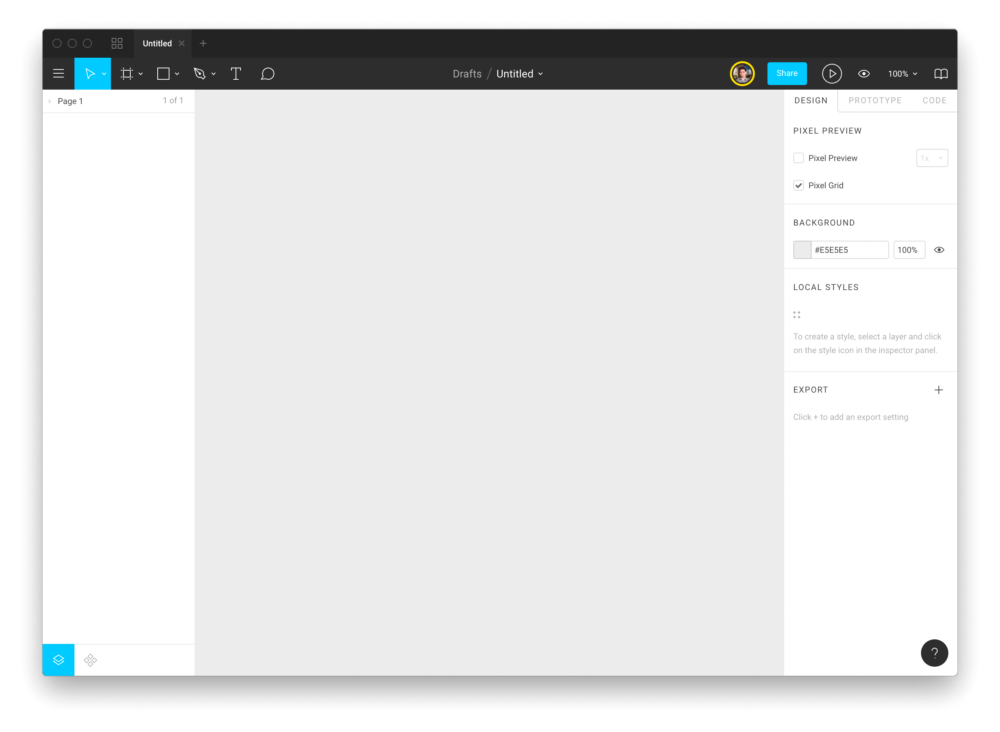 Untitled
Drafts / Untitled
Share
100%
Page 1
1 of 1
DESIGN
PROTOTYPE
CODE
PIXEL PREVIEW
Pixel Preview
1x
Pixel Grid
BACKGROUND
#E5E5E5
100%
LOCAL STYLES
To create a style, select a layer and click
on the style icon in the inspector panel.
EXPORT
Click + to add an export setting
?